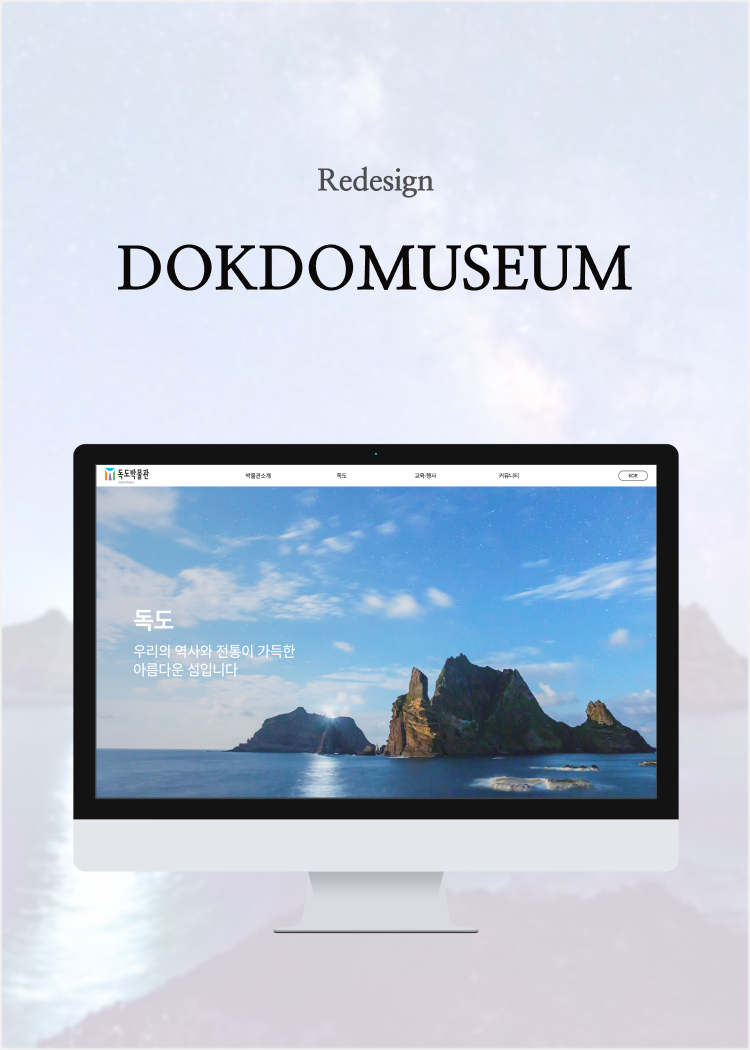 Redesign
DOKDOMUSEUM
독도박물관
박물관소개
독도
교육·행사
커뮤니티
KOR
독도
우리의 역사와 전통이 가득한
아름다운 섬입니다